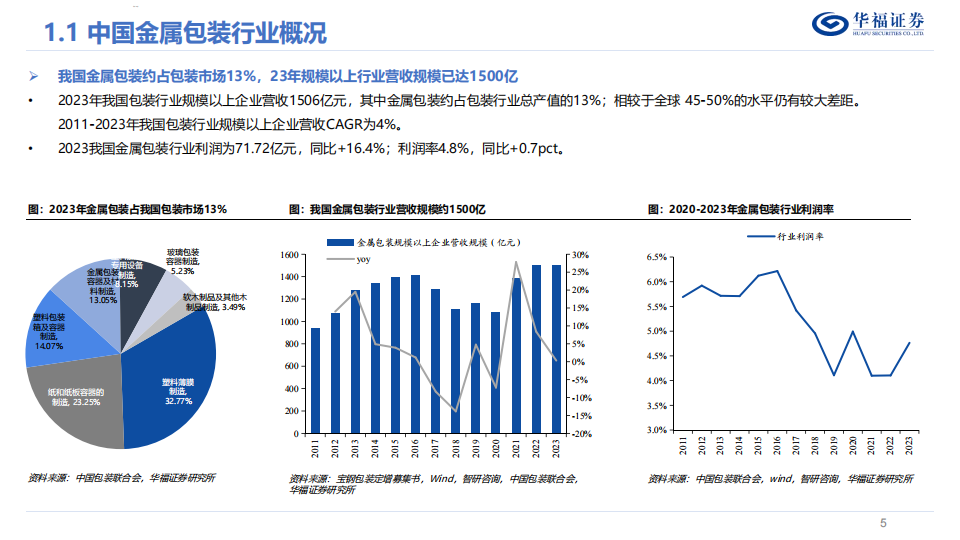 1.1 中国金属包装行业概况
华福证券
HUAFU SECURITIES CO.,LTD.
➢ 我国金属包装约占包装市场13%，23年规模以上行业营收规模已达1500亿
• 2023年我国包装行业规模以上企业营收1506亿元，其中金属包装约占包装行业总产值的13%；相较于全球 45-50%的水平仍有较大差距。
2011-2023年我国包装行业规模以上企业营收CAGR为4%。
• 2023我国金属包装行业利润为71.72亿元，同比+16.4%；利润率4.8%，同比+0.7pct。
图：2023年金属包装占我国包装市场13%
专用设备
制造,
8.15%
玻璃包装
容器制造,
5.23%
软木制品及其他木
制品制造, 3.49%
塑料薄膜
制造,
32.77%
纸和纸板容器的
制造, 23.25%
塑料包装
箱及容器
制造,
14.07%
金属包装
容器及材
料制造,
13.05%
资料来源：中国包装联合会，华福证券研究所
图：我国金属包装行业营收规模约1500亿
金属包装规模以上企业营收规模（亿元）
yoy
1600
1400
1200
1000
800
600
400
200
0
30%
25%
20%
15%
10%
5%
0%
-5%
-10%
-15%
-20%
2011 2012 2013 2014 2015 2016 2017 2018 2019 2020 2021 2022 2023
资料来源：宝钢包装定增募集书，Wind，智研咨询，中国包装联合会，
华福证券研究所
图：2020-2023年金属包装行业利润率
行业利润率
6.5%
6.0%
5.5%
5.0%
4.5%
4.0%
3.5%
3.0%
2011 2012 2013 2014 2015 2016 2017 2018 2019 2020 2021 2022 2023
资料来源：中国包装联合会，wind，智研咨询，华福证券研究所
5